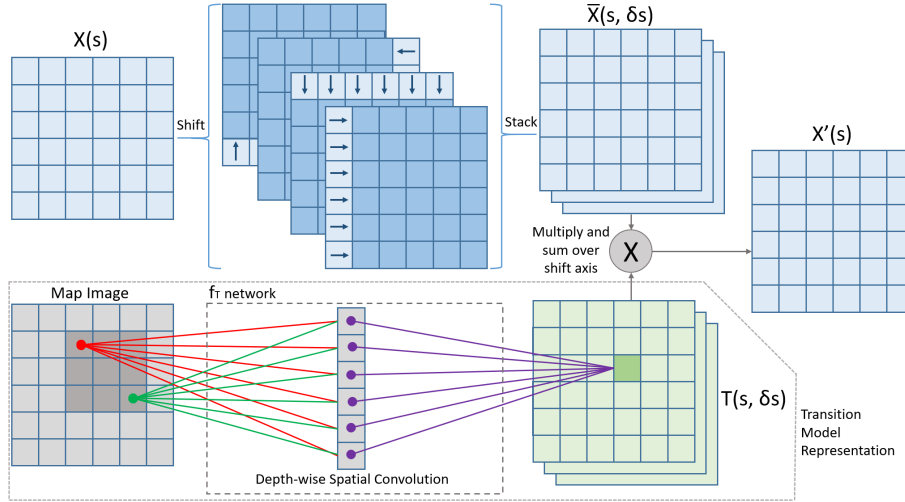 X(s)
Shift
Stack
X̅(s, δs)
X'(s)
Multiply and
sum over
shift axis
X
Map Image
fT network
Depth-wise Spatial Convolution
T(s, δs)
Transition
Model
Representation